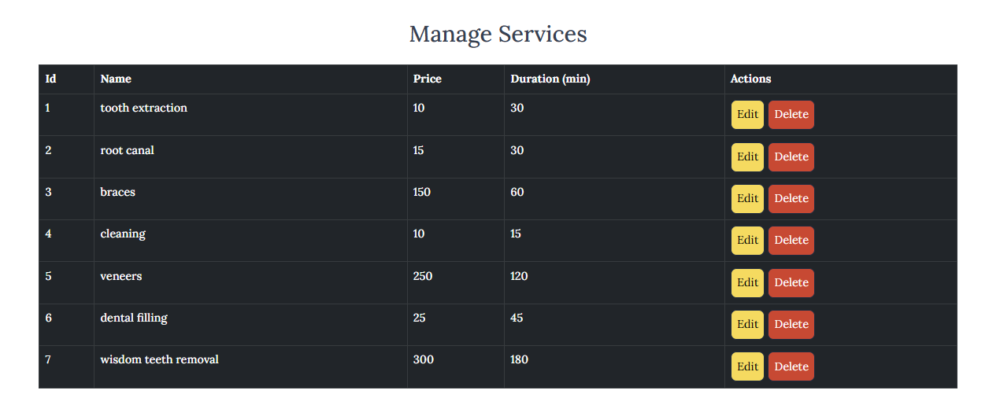 Manage Services
Id Name Price Duration (min) Actions
1 tooth extraction 10 30 Edit Delete
2 root canal 15 30 Edit Delete
3 braces 150 60 Edit Delete
4 cleaning 10 15 Edit Delete
5 veneers 250 120 Edit Delete
6 dental filling 25 45 Edit Delete
7 wisdom teeth removal 300 180 Edit Delete